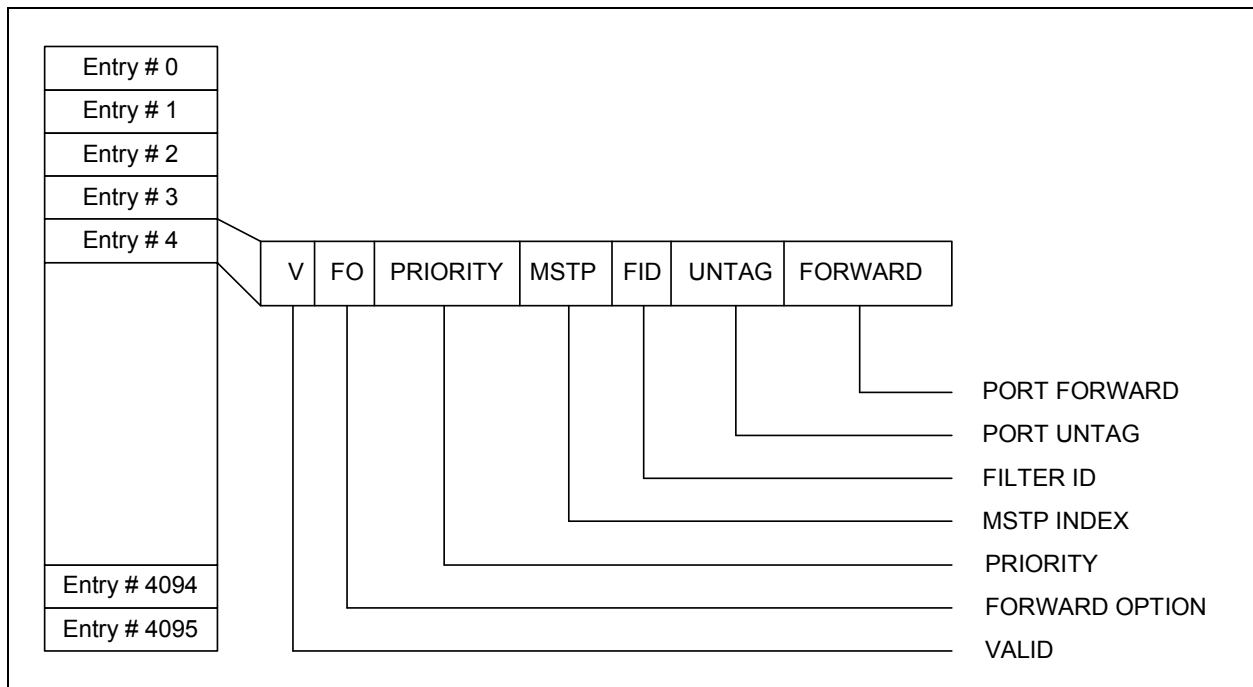 Entry # 0
Entry # 1
Entry # 2
Entry # 3
Entry # 4
V FO PRIORITY MSTP FID UNTAG FORWARD
PORT FORWARD
PORT UNTAG
FILTER ID
MSTP INDEX
PRIORITY
FORWARD OPTION
VALID
Entry # 4094
Entry # 4095